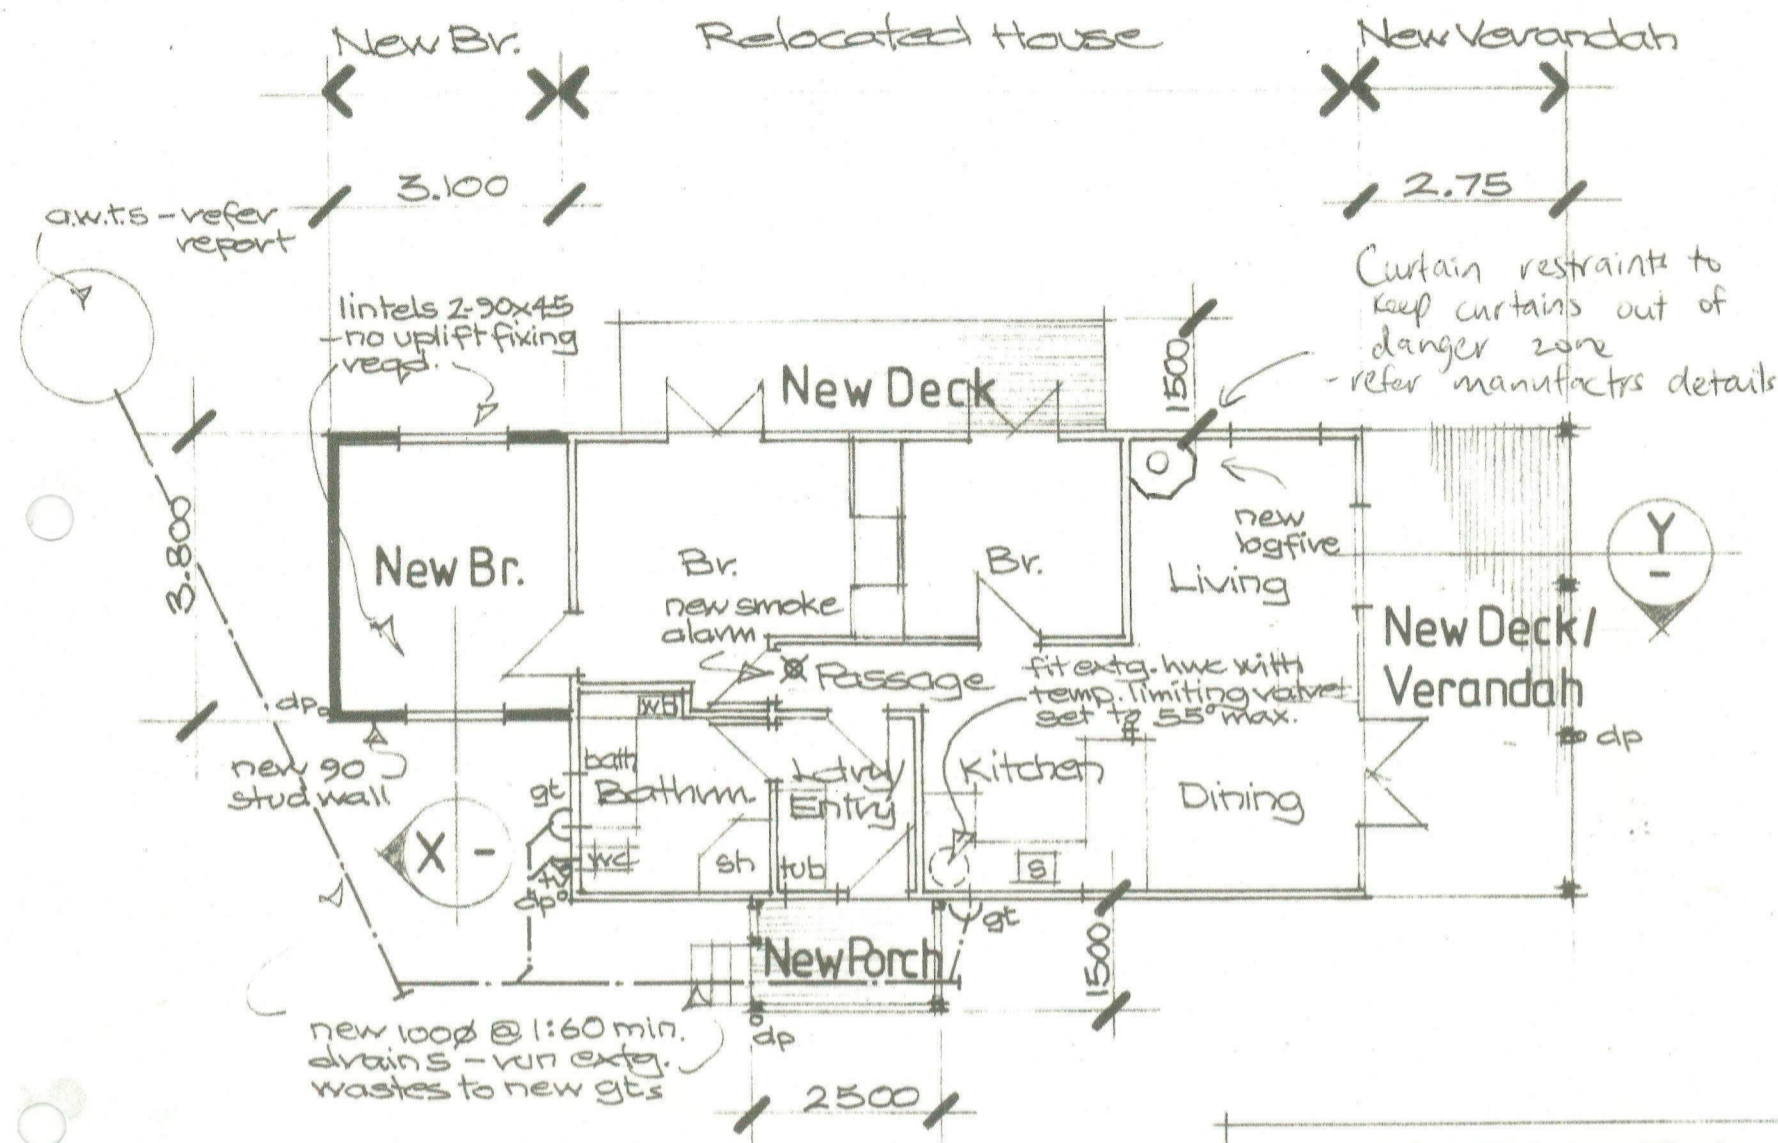 New Br.
Relocated House
New Verandah
3.100
2.75
a.w.t.s - refer
report
lintels 2-90x45
- no uplift fixing
reqd.
Curtain restraints to
keep curtains out of
danger zone
- refer manufactrs details
1500
New Deck
3.800
New Br.
Br.
Br.
new
logfire
Living
Y
-
new smoke
alarm
Passage
New Deck/
Verandah
fit extg. hwc with
temp. limiting valve
set to 55° max.
dp
WB
dp
new 90
stud wall
gt
bath
Bathrm.
Ldry/
Entry
Kitchen
Dining
X -
wc
sh
tub
S
tv
dp
gt
New Porch
1500
new 100ø @ 1:60 min.
drains - run extg.
wastes to new gts
dp
2500